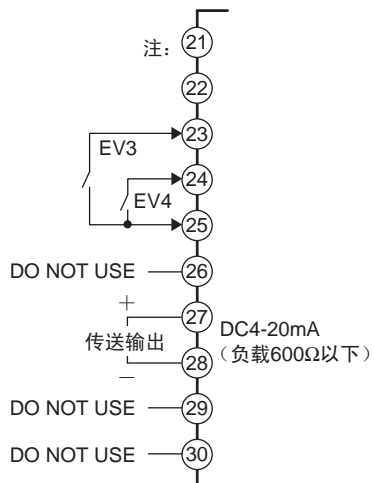 注： 21
22
23
EV3
24
EV4
25
DO NOT USE 26
+
27
DC4-20mA
传送输出
（负载600Ω以下）
28
−
DO NOT USE 29
DO NOT USE 30